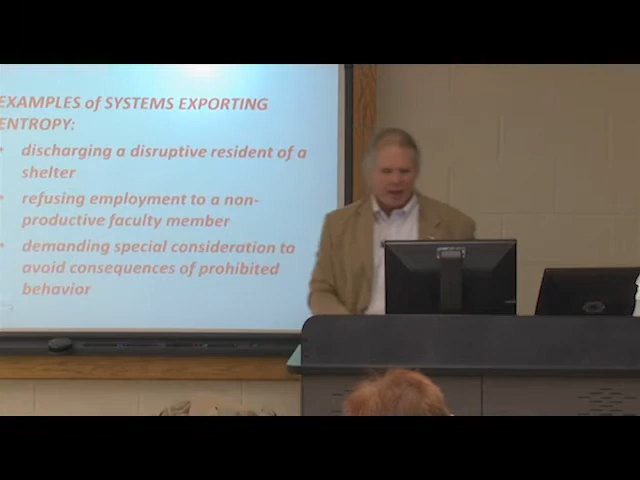 EXAMPLES of SYSTEMS EXPORTING
ENTROPY:
• discharging a disruptive resident of a
shelter
• refusing employment to a non-
productive faculty member
• demanding special consideration to
avoid consequences of prohibited
behavior